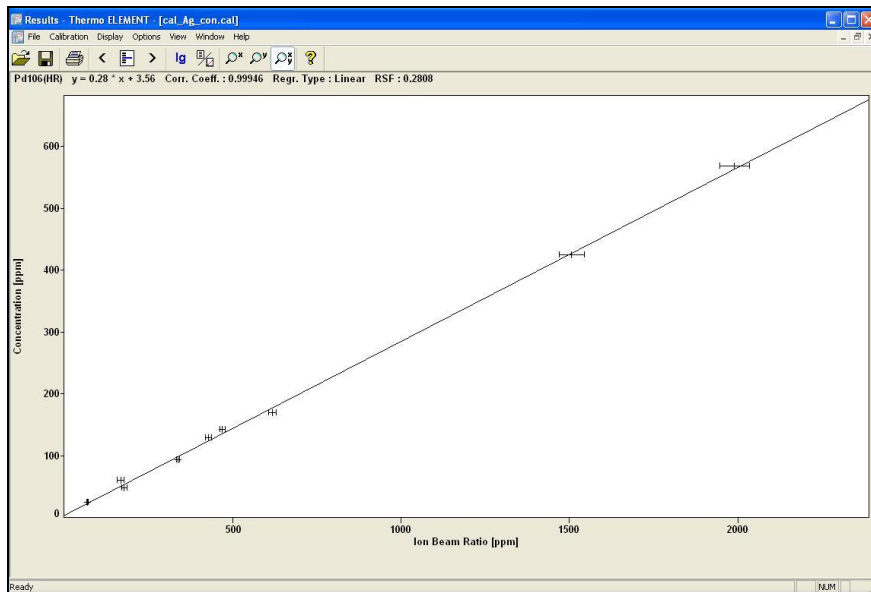 Results - Thermo ELEMENT - [cal_Ag_con.cal]
File Calibration Display Options View Window Help
lg
Pd106(HR) y = 0.28 * x + 3.56 Corr. Coeff. : 0.99946 Regr. Type : Linear RSF : 0.2808
Concentration [ppm]
600
500
400
300
200
100
0
500 1000 1500 2000
Ion Beam Ratio [ppm]
Ready NUM